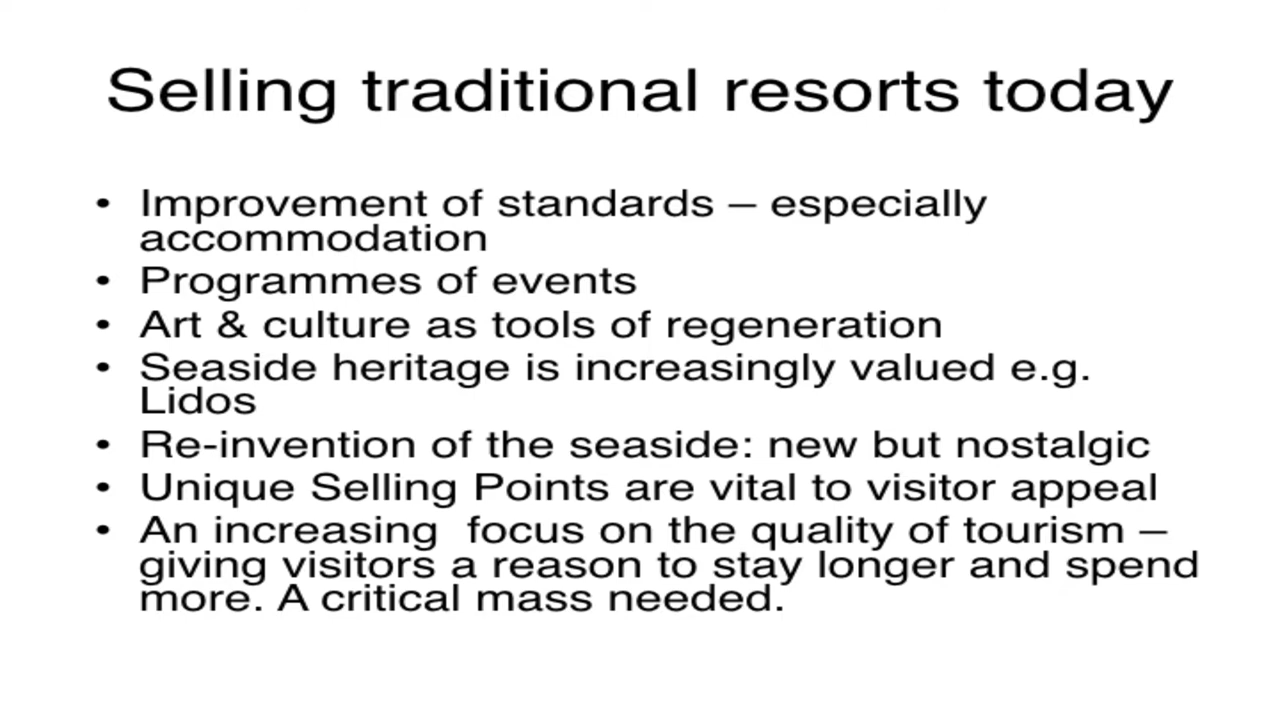 Selling traditional resorts today
• Improvement of standards – especially
accommodation
• Programmes of events
• Art & culture as tools of regeneration
• Seaside heritage is increasingly valued e.g.
Lidos
• Re-invention of the seaside: new but nostalgic
• Unique Selling Points are vital to visitor appeal
• An increasing  focus on the quality of tourism –
giving visitors a reason to stay longer and spend
more. A critical mass needed.